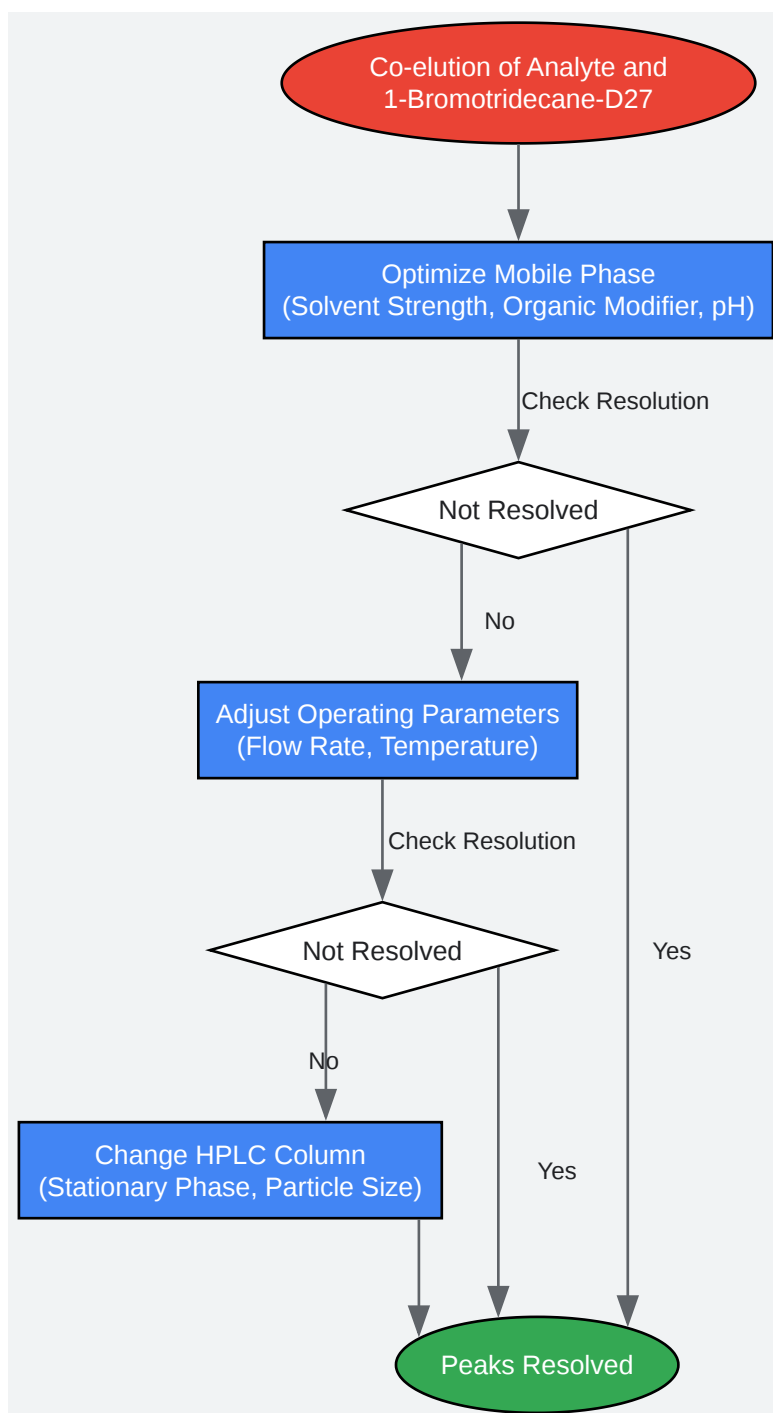 Co-elution of Analyte and
1-Bromotridecane-D27
Optimize Mobile Phase
(Solvent Strength, Organic Modifier, pH)
Check Resolution
Not Resolved
No
Adjust Operating Parameters
(Flow Rate, Temperature)
Check Resolution
Not Resolved
Yes
No
Change HPLC Column
(Stationary Phase, Particle Size)
Yes
Peaks Resolved